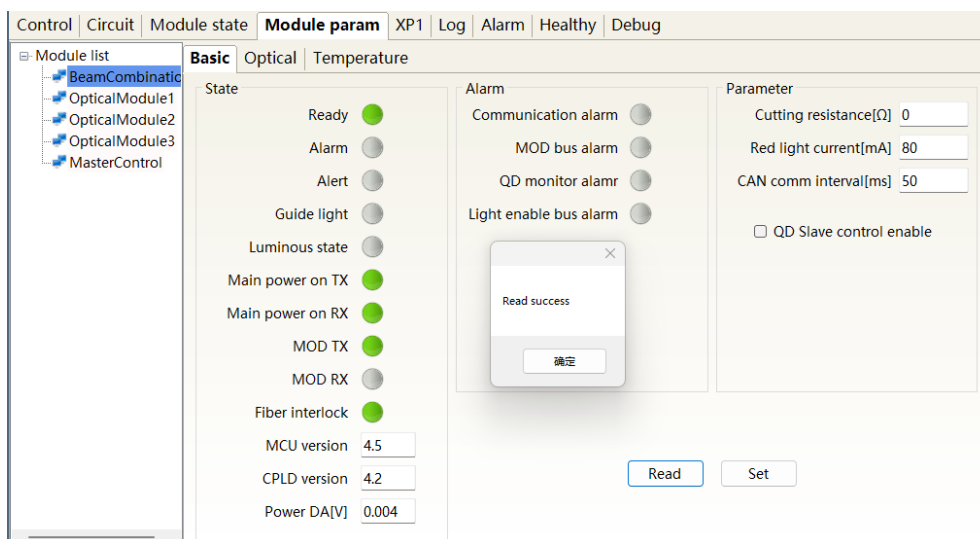 Control Circuit Module state Module param XP1 Log Alarm Healthy Debug
Module list
BeamCombinatic
OpticalModule1
OpticalModule2
OpticalModule3
MasterControl
Basic Optical Temperature
State
Ready
Alarm
Alert
Guide light
Luminous state
Main power on TX
Main power on RX
MOD TX
MOD RX
Fiber interlock
MCU version 4.5
CPLD version 4.2
Power DA[V] 0.004
Alarm
Communication alarm
MOD bus alarm
QD monitor alamr
Light enable bus alarm
Read success
确定
Parameter
Cutting resistance[Ω] 0
Red light current[mA] 80
CAN comm interval[ms] 50
QD Slave control enable
Read Set